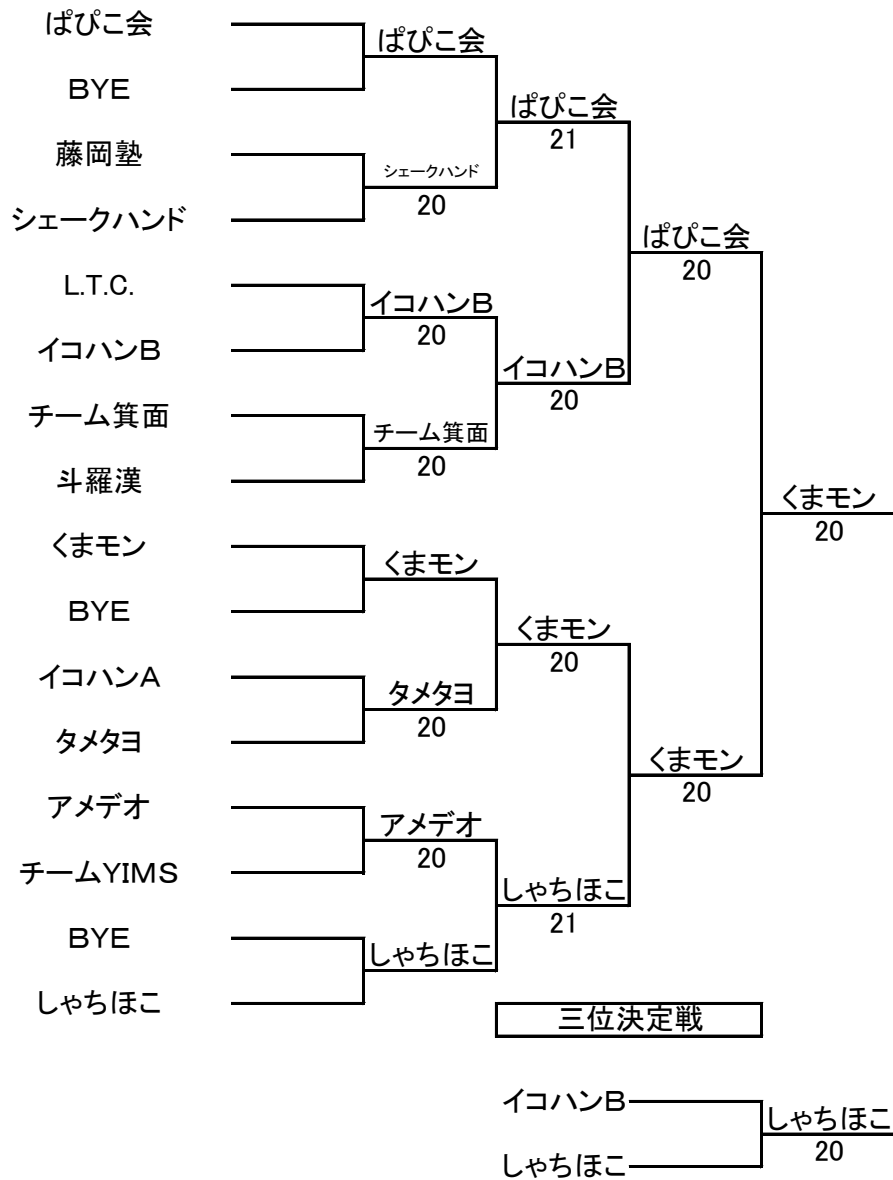 ぱぴこ会
ぱぴこ会
BYE
ぱぴこ会
21
藤岡塾
シェークハンド
20
シェークハンド
ぱぴこ会
20
L.T.C.
イコハンB
20
イコハンB
イコハンB
20
チーム箕面
チーム箕面
20
斗羅漢
くまモン
20
くまモン
くまモン
BYE
くまモン
20
イコハンA
タメタヨ
20
タメタヨ
くまモン
20
アメデオ
アメデオ
20
チームYIMS
しゃちほこ
21
BYE
しゃちほこ
しゃちほこ
三位決定戦
イコハンB
しゃちほこ
20
しゃちほこ